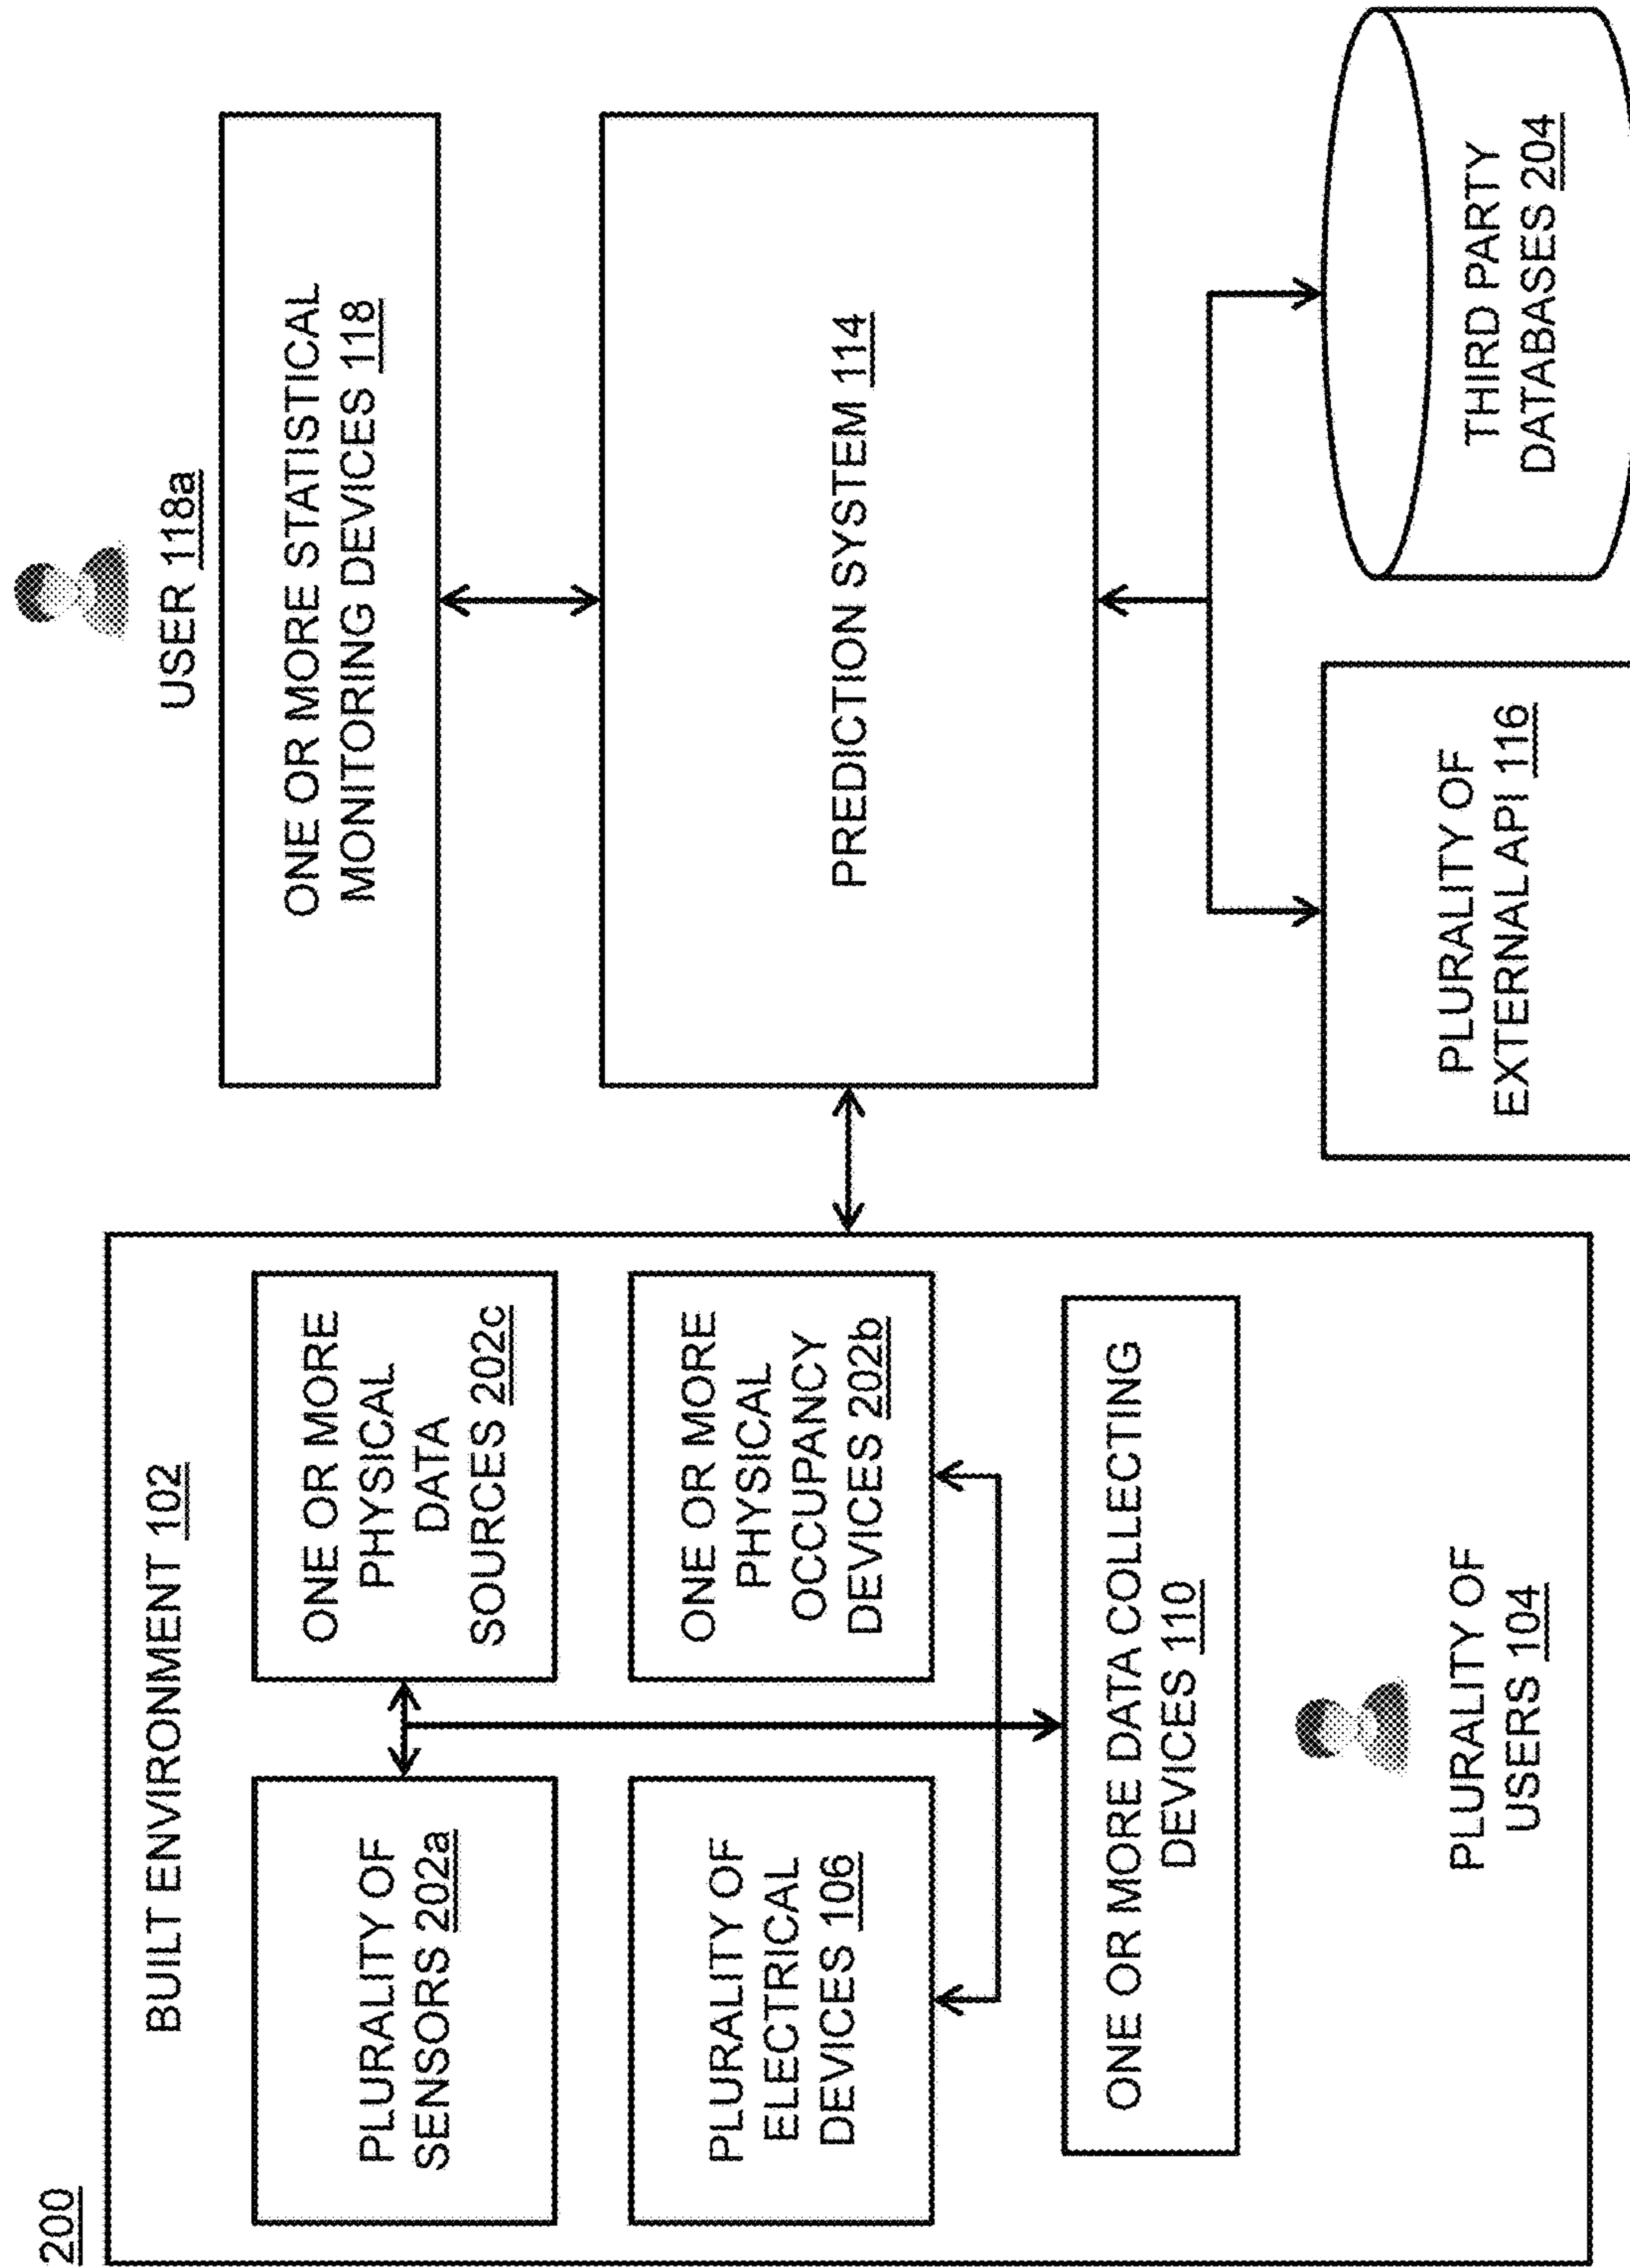 200
BUILT ENVIRONMENT 102
PLURALITY OF
SENSORS 202a
ONE OR MORE
PHYSICAL
DATA
SOURCES 202c
PLURALITY OF
ELECTRICAL
DEVICES 106
ONE OR MORE
PHYSICAL
OCCUPANCY
DEVICES 202b
ONE OR MORE DATA COLLECTING
DEVICES 110
PLURALITY OF
USERS 104
USER 118a
ONE OR MORE STATISTICAL
MONITORING DEVICES 118
PREDICTION SYSTEM 114
PLURALITY OF
EXTERNAL API 116
THIRD PARTY
DATABASES 204